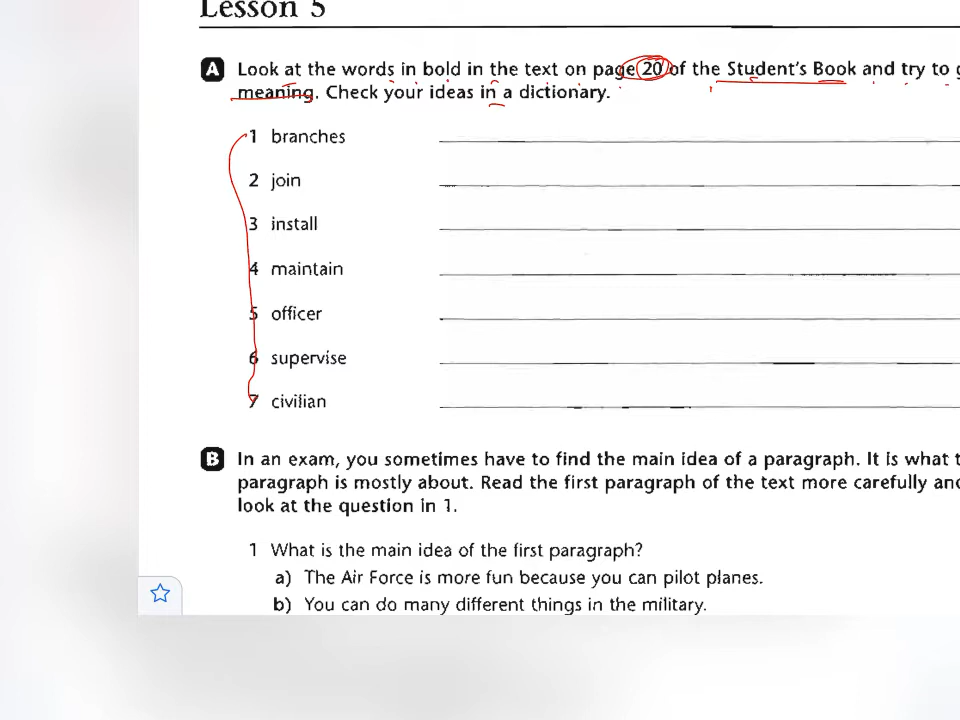 Lesson 5
A Look at the words in bold in the text on page 20 of the Student's Book and try to
meaning. Check your ideas in a dictionary.
1 branches
2 join
3 install
4 maintain
5 officer
6 supervise
7 civilian
B In an exam, you sometimes have to find the main idea of a paragraph. It is what
paragraph is mostly about. Read the first paragraph of the text more carefully and
look at the question in 1.
1 What is the main idea of the first paragraph?
a) The Air Force is more fun because you can pilot planes.
b) You can do many different things in the military.